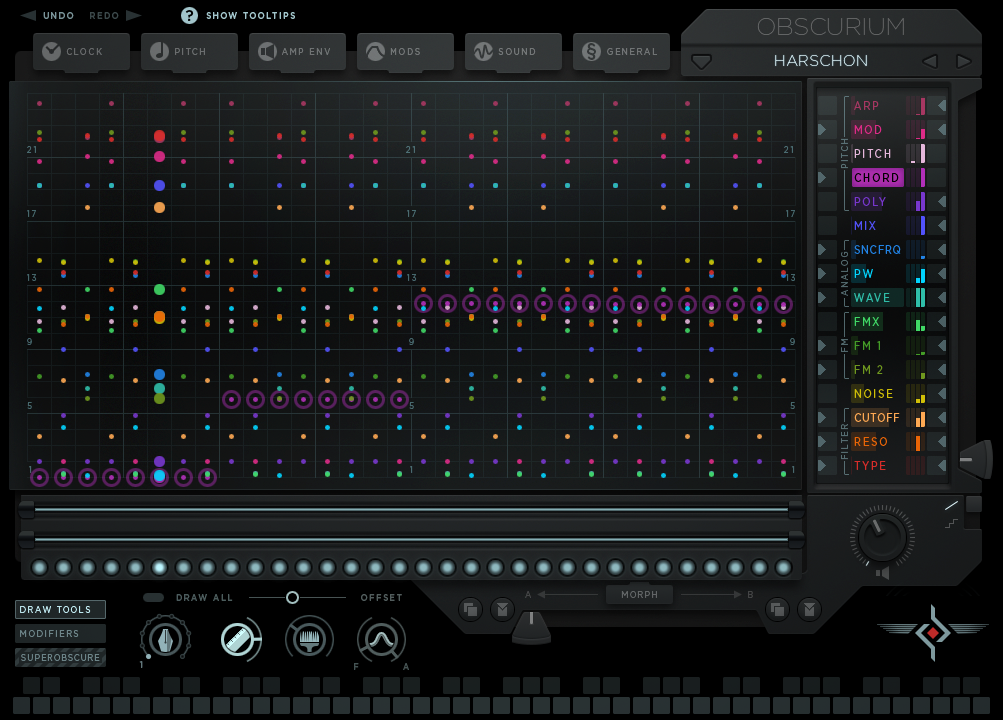 UNDO REDO ? SHOW TOOLTIPS
OBSCURIUM
HARSCHON
CLOCK PITCH AMP ENV MODS SOUND GENERAL
21 21 21
17 17 17
13 13 13
9 9 9
5 5
1 1 1
PITCH
ANALOG
FM
FILTER
ARP
MOD
PITCH
CHORD
POLY
MIX
SNCFRQ
PW
WAVE
FMX
FM 1
FM 2
NOISE
CUTOFF
RESO
TYPE
A MORPH B
DRAW TOOLS
MODIFIERS
SUPEROBSCURE
DRAW ALL OFFSET
1 F A